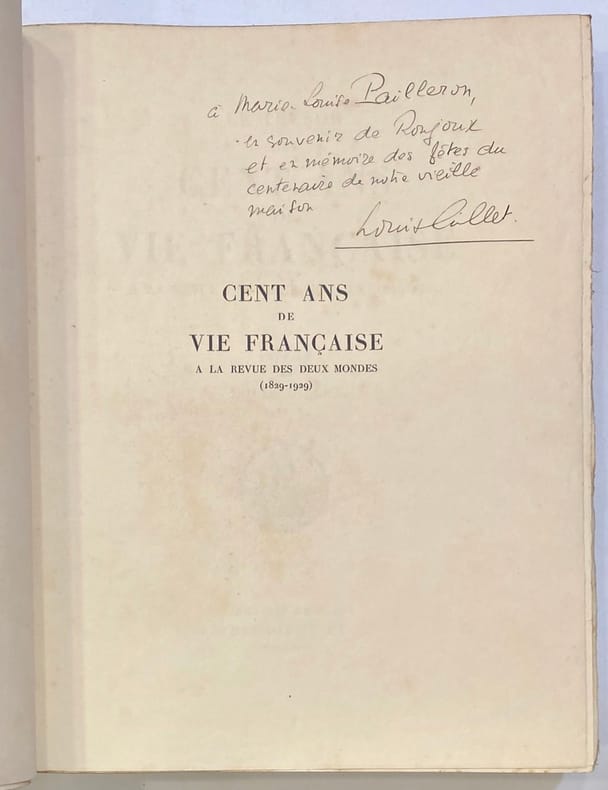 à Marie-Louise Pailleron,
en souvenir de Ronjoux
et en mémoire des fêtes du
centenaire de notre vieille
maison
Louis Gillet.
CENT ANS
DE
VIE FRANÇAISE
A LA REVUE DES DEUX MONDES
(1829-1929)